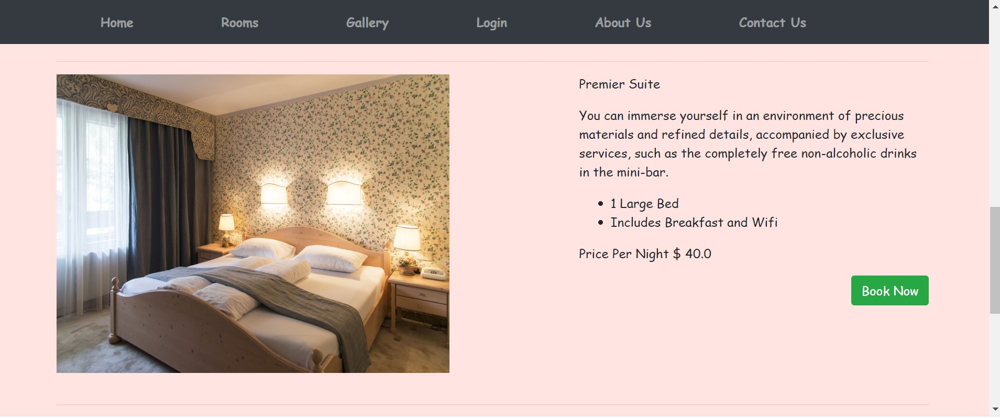 Home Rooms Gallery Login About Us Contact Us
Premier Suite
You can immerse yourself in an environment of precious
materials and refined details, accompanied by exclusive
services, such as the completely free non-alcoholic drinks
in the mini-bar.
1 Large Bed
Includes Breakfast and Wifi
Price Per Night $ 40.0
Book Now